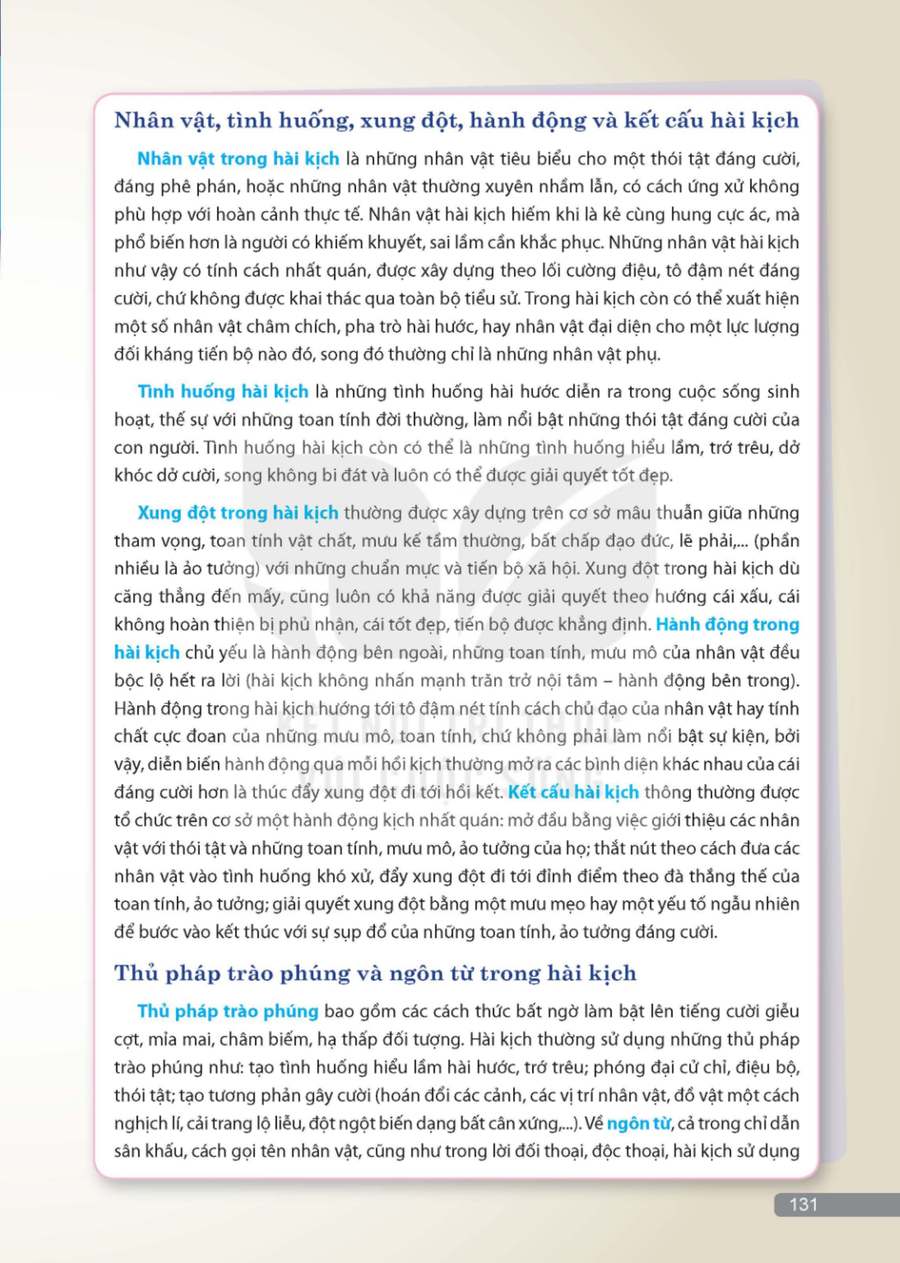 Nhân vật, tình huống, xung đột, hành động và kết cấu hài kịch
Nhân vật trong hài kịch là những nhân vật tiêu biểu cho một thói tật đáng cười,
đáng phê phán, hoặc những nhân vật thường xuyên nhầm lẫn, có cách ứng xử không
phù hợp với hoàn cảnh thực tế. Nhân vật hài kịch hiếm khi là kẻ cùng hung cực ác, mà
phổ biến hơn là người có khiếm khuyết, sai lầm cần khắc phục. Những nhân vật hài kịch
như vậy có tính cách nhất quán, được xây dựng theo lối cường điệu, tô đậm nét đáng
cười, chứ không được khai thác qua toàn bộ tiểu sử. Trong hài kịch còn có thể xuất hiện
một số nhân vật châm chích, pha trò hài hước, hay nhân vật đại diện cho một lực lượng
đối kháng tiến bộ nào đó, song đó thường chỉ là những nhân vật phụ.
Tình huống hài kịch là những tình huống hài hước diễn ra trong cuộc sống sinh
hoạt, thế sự với những toan tính đời thường, làm nổi bật những thói tật đáng cười của
con người. Tình huống hài kịch còn có thể là những tình huống hiểu lầm, trớ trêu, dở
khóc dở cười, song không bi đát và luôn có thể được giải quyết tốt đẹp.
Xung đột trong hài kịch thường được xây dựng trên cơ sở mâu thuẫn giữa những
tham vọng, toan tính vật chất, mưu kế tầm thường, bất chấp đạo đức, lẽ phải,... (phần
nhiều là ảo tưởng) với những chuẩn mực và tiến bộ xã hội. Xung đột trong hài kịch dù
căng thẳng đến mấy, cũng luôn có khả năng được giải quyết theo hướng cái xấu, cái
không hoàn thiện bị phủ nhận, cái tốt đẹp, tiến bộ được khẳng định. Hành động trong
hài kịch chủ yếu là hành động bên ngoài, những toan tính, mưu mô của nhân vật đều
bộc lộ hết ra lời (hài kịch không nhấn mạnh trăn trở nội tâm – hành động bên trong).
Hành động trong hài kịch hướng tới tô đậm nét tính cách chủ đạo của nhân vật hay tính
chất cực đoan của những mưu mô, toan tính, chứ không phải làm nổi bật sự kiện, bởi
vậy, diễn biến hành động qua mỗi hồi kịch thường mở ra các bình diện khác nhau của cái
đáng cười hơn là thúc đẩy xung đột đi tới hồi kết. Kết cấu hài kịch thông thường được
tổ chức trên cơ sở một hành động kịch nhất quán: mở đầu bằng việc giới thiệu các nhân
vật với thói tật và những toan tính, mưu mô, ảo tưởng của họ; thắt nút theo cách đưa các
nhân vật vào tình huống khó xử, đẩy xung đột đi tới đỉnh điểm theo đà thắng thế của
toan tính, ảo tưởng; giải quyết xung đột bằng một mưu mẹo hay một yếu tố ngẫu nhiên
để bước vào kết thúc với sự sụp đổ của những toan tính, ảo tưởng đáng cười.
Thủ pháp trào phúng và ngôn từ trong hài kịch
Thủ pháp trào phúng bao gồm các cách thức bất ngờ làm bật lên tiếng cười giễu
cợt, mỉa mai, châm biếm, hạ thấp đối tượng. Hài kịch thường sử dụng những thủ pháp
trào phúng như: tạo tình huống hiểu lầm hài hước, trớ trêu; phóng đại cử chỉ, điệu bộ,
thói tật; tạo tương phản gây cười (hoán đổi các cảnh, các vị trí nhân vật, đồ vật một cách
nghịch lí, cải trang lộ liễu, đột ngột biến dạng bất cân xứng,...). Về ngôn từ, cả trong chỉ dẫn
sân khấu, cách gọi tên nhân vật, cũng như trong lời đối thoại, độc thoại, hài kịch sử dụng
KẾT NỐI TRI THỨC
VỚI CUỘC SỐNG
131